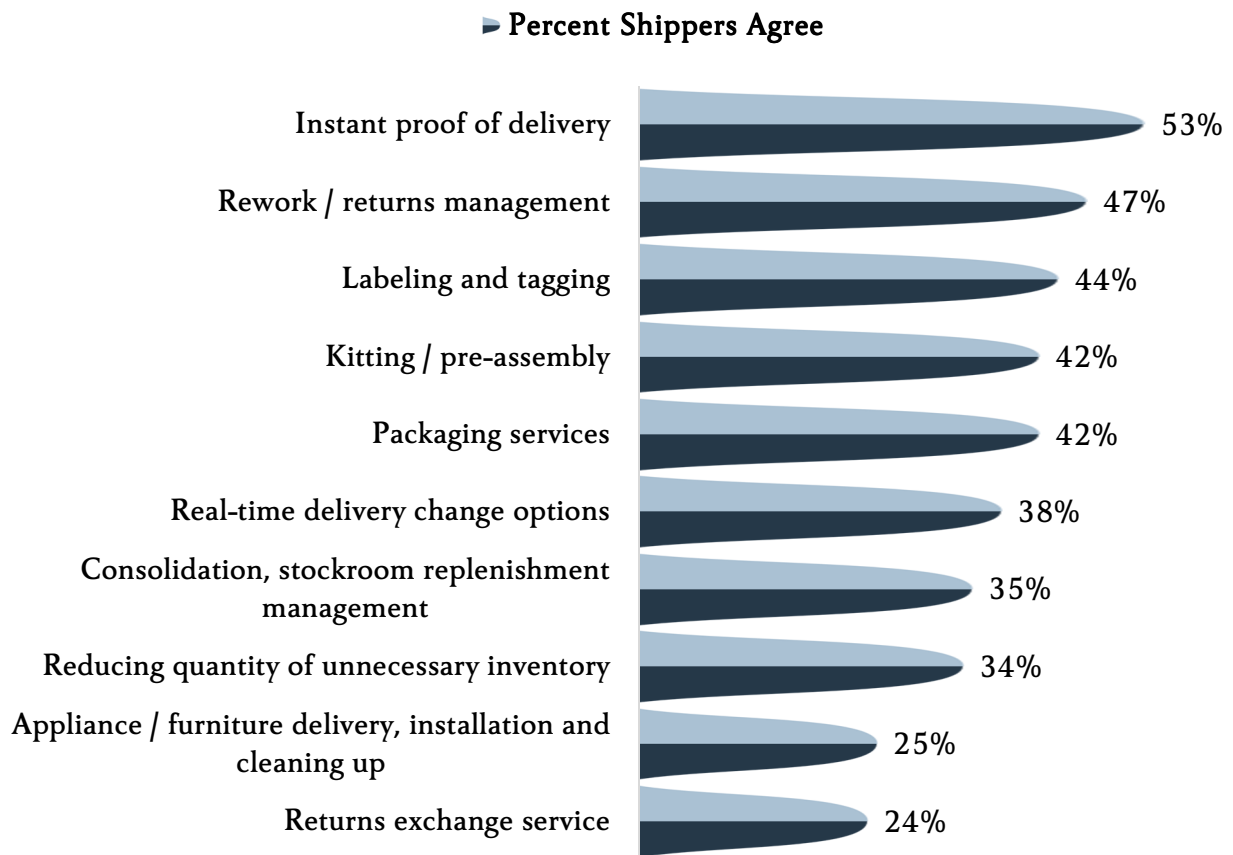 Percent Shippers Agree
Instant proof of delivery 53%
Rework / returns management 47%
Labeling and tagging 44%
Kitting / pre-assembly 42%
Packaging services 42%
Real-time delivery change options 38%
Consolidation, stockroom replenishment
management 35%
Reducing quantity of unnecessary inventory 34%
Appliance / furniture delivery, installation and
cleaning up 25%
Returns exchange service 24%